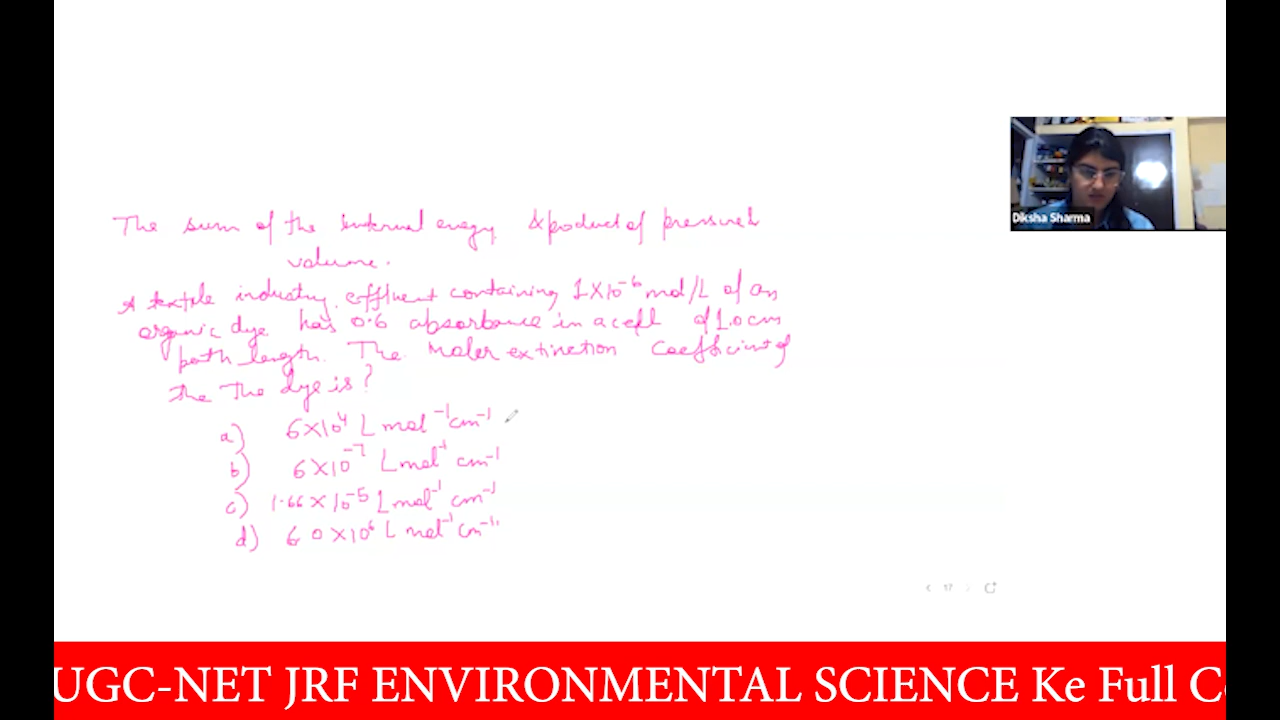 The sum of the internal energy & product of pressure &
volume.
A textile industry effluent containing 1×10⁻⁶ mol/L of an
organic dye has 0.6 absorbance in a cell of 1.0 cm
path length. The Molar extinction coefficient of
the The dye is?
a) 6×10⁴ L mol⁻¹ cm⁻¹
b) 6×10⁻⁷ L mol⁻¹ cm⁻¹
c) 1.66×10⁻⁵ L mol⁻¹ cm⁻¹
d) 6.0×10⁶ L mol⁻¹ cm⁻¹
Diksha Sharma
17
UGC-NET JRF ENVIRONMENTAL SCIENCE Ke Full C